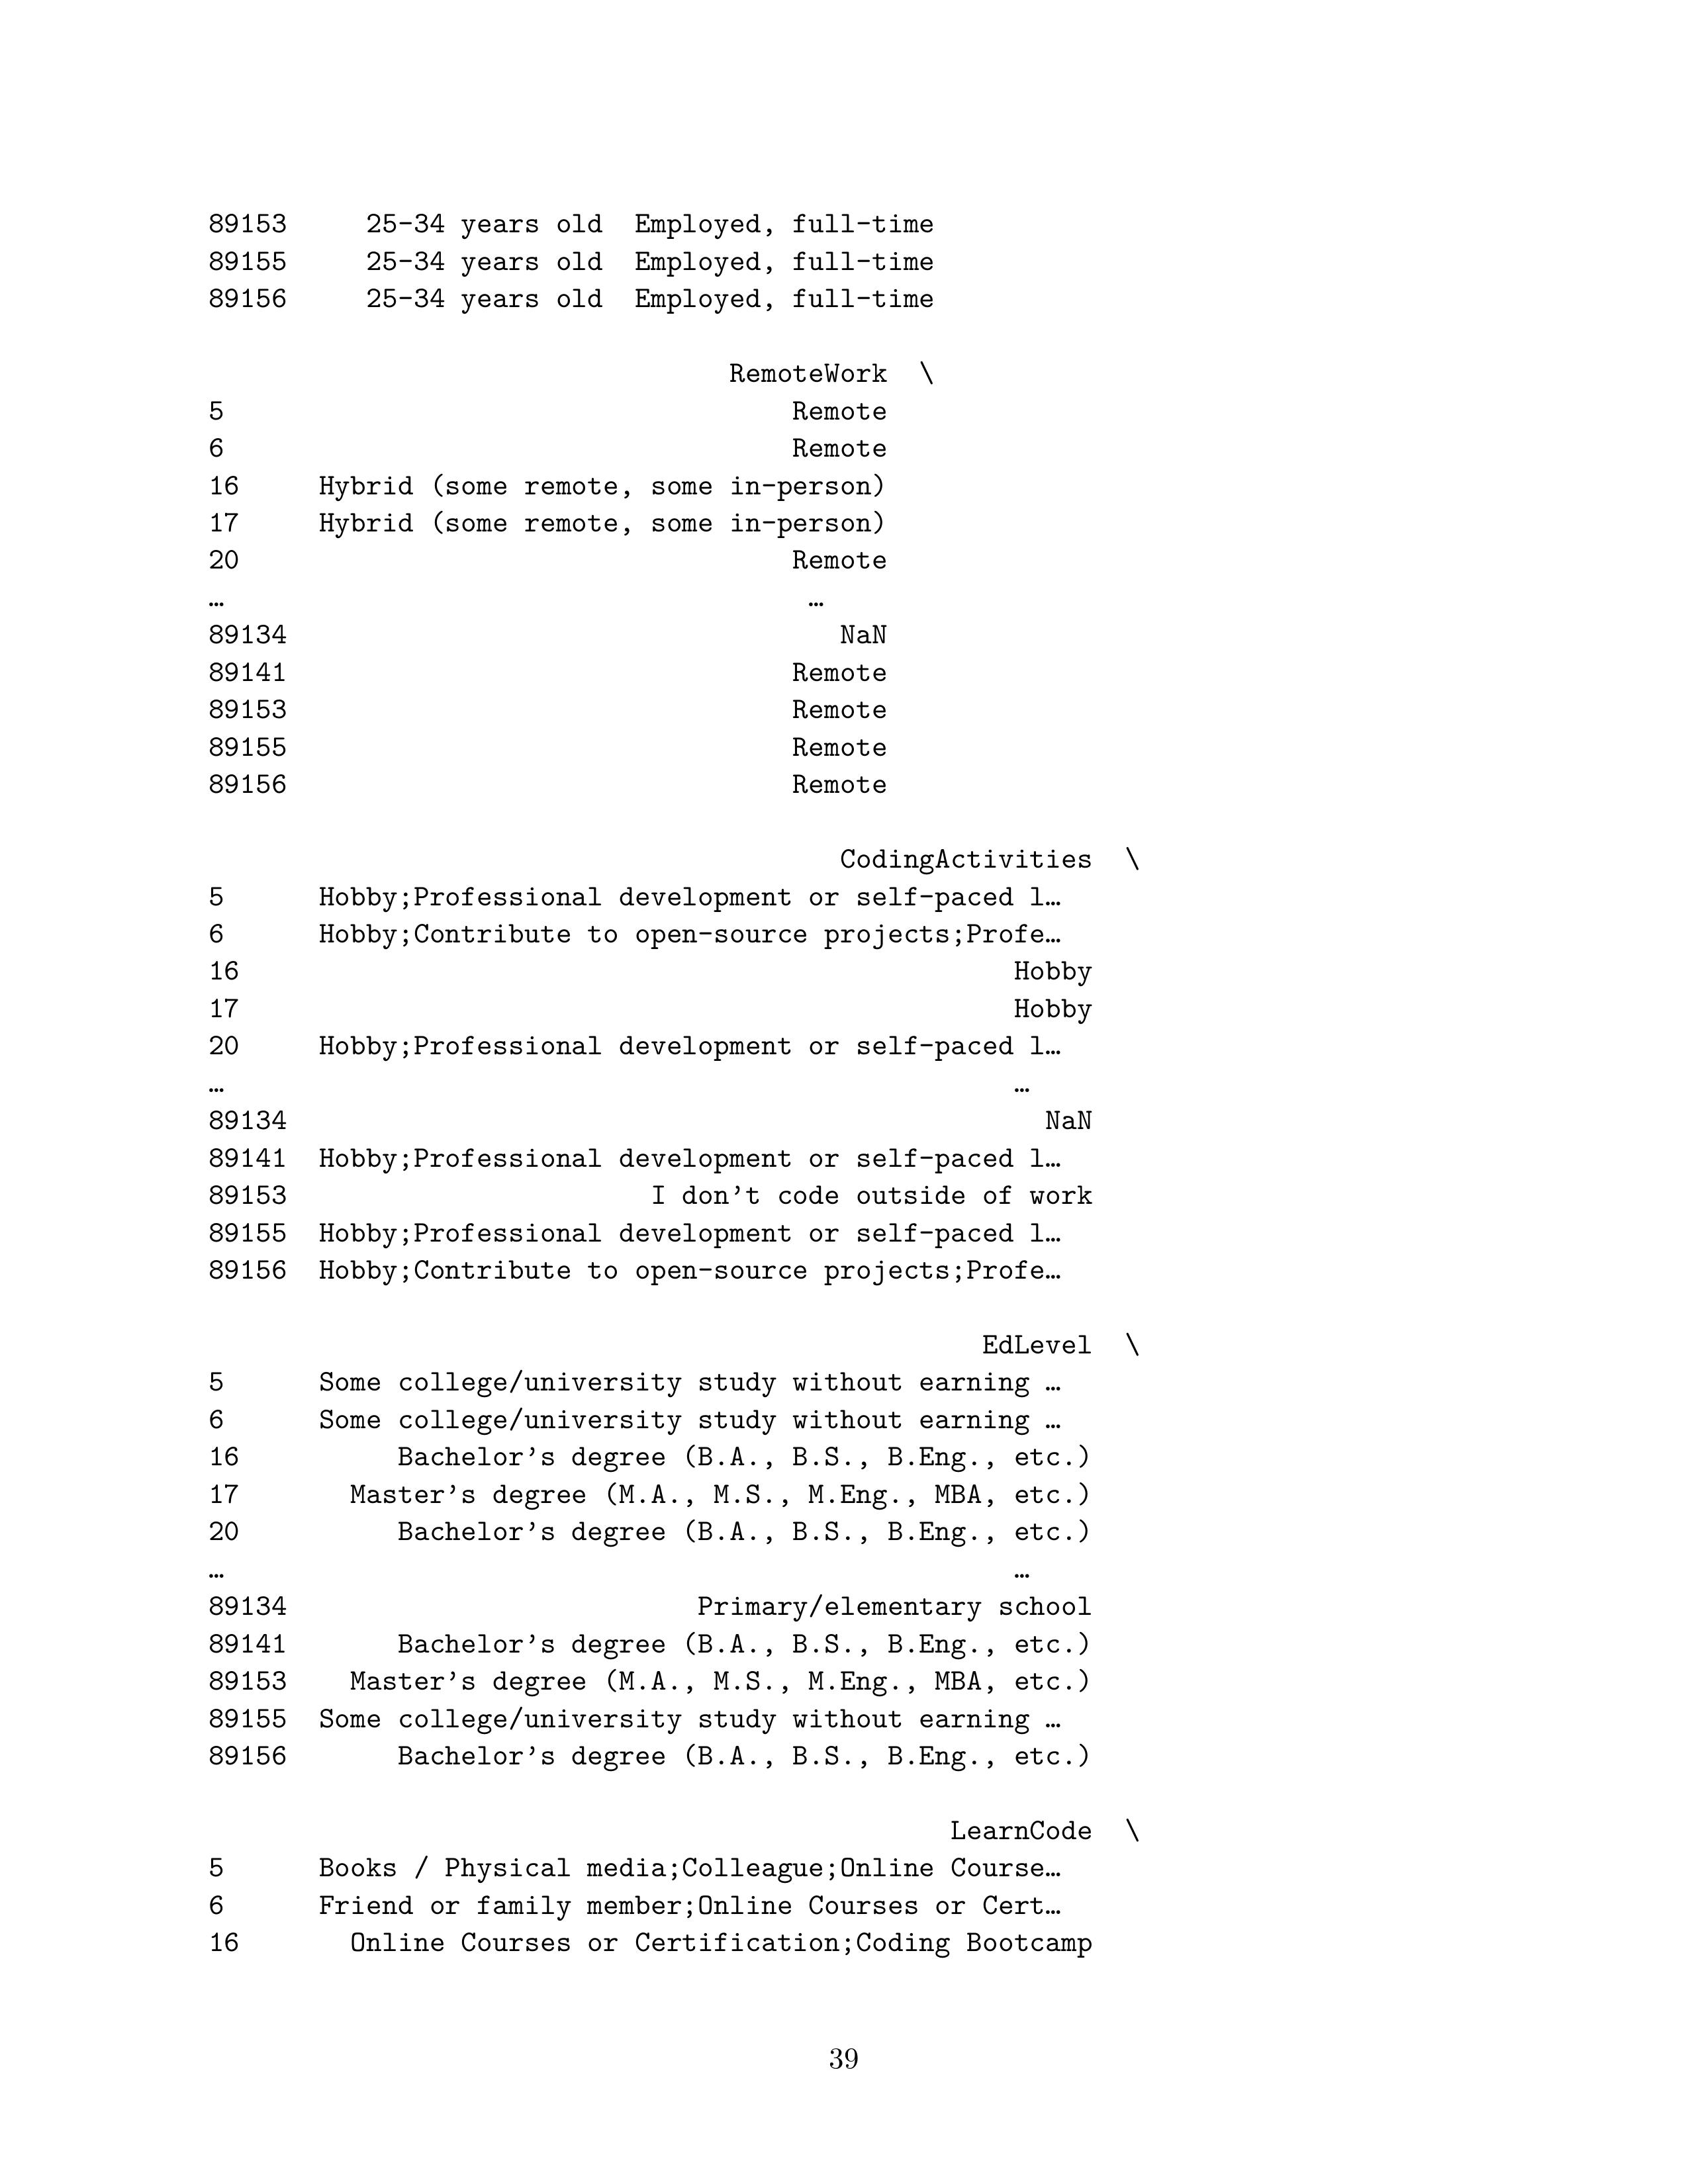 89153     25-34 years old  Employed, full-time
89155     25-34 years old  Employed, full-time
89156     25-34 years old  Employed, full-time
RemoteWork  \
5                                    Remote
6                                    Remote
16     Hybrid (some remote, some in-person)
17     Hybrid (some remote, some in-person)
20                                   Remote
…                                     …
89134                                   NaN
89141                                Remote
89153                                Remote
89155                                Remote
89156                                Remote
CodingActivities  \
5      Hobby;Professional development or self-paced l…
6      Hobby;Contribute to open-source projects;Profe…
16                                                 Hobby
17                                                 Hobby
20     Hobby;Professional development or self-paced l…
…                                                  …
89134                                                NaN
89141  Hobby;Professional development or self-paced l…
89153                       I don’t code outside of work
89155  Hobby;Professional development or self-paced l…
89156  Hobby;Contribute to open-source projects;Profe…
EdLevel  \
5      Some college/university study without earning …
6      Some college/university study without earning …
16          Bachelor’s degree (B.A., B.S., B.Eng., etc.)
17       Master’s degree (M.A., M.S., M.Eng., MBA, etc.)
20          Bachelor’s degree (B.A., B.S., B.Eng., etc.)
…                                                  …
89134                          Primary/elementary school
89141       Bachelor’s degree (B.A., B.S., B.Eng., etc.)
89153    Master’s degree (M.A., M.S., M.Eng., MBA, etc.)
89155  Some college/university study without earning …
89156       Bachelor’s degree (B.A., B.S., B.Eng., etc.)
LearnCode  \
5      Books / Physical media;Colleague;Online Course…
6      Friend or family member;Online Courses or Cert…
16       Online Courses or Certification;Coding Bootcamp
39